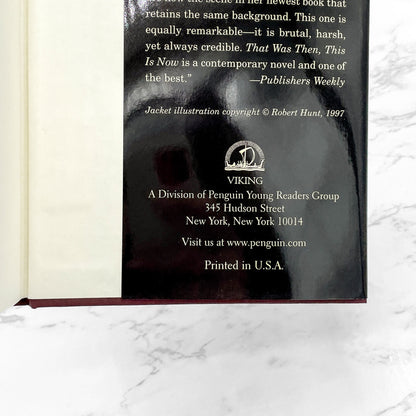 the scene in her newest book that
retains the same background. This one is
equally remarkable—it is brutal, harsh,
yet always credible. That Was Then, This
Is Now is a contemporary novel and one of
the best.” —Publishers Weekly
Jacket illustration copyright © Robert Hunt, 1997
VIKING
A Division of Penguin Young Readers Group
345 Hudson Street
New York, New York 10014
Visit us at www.penguin.com
Printed in U.S.A.